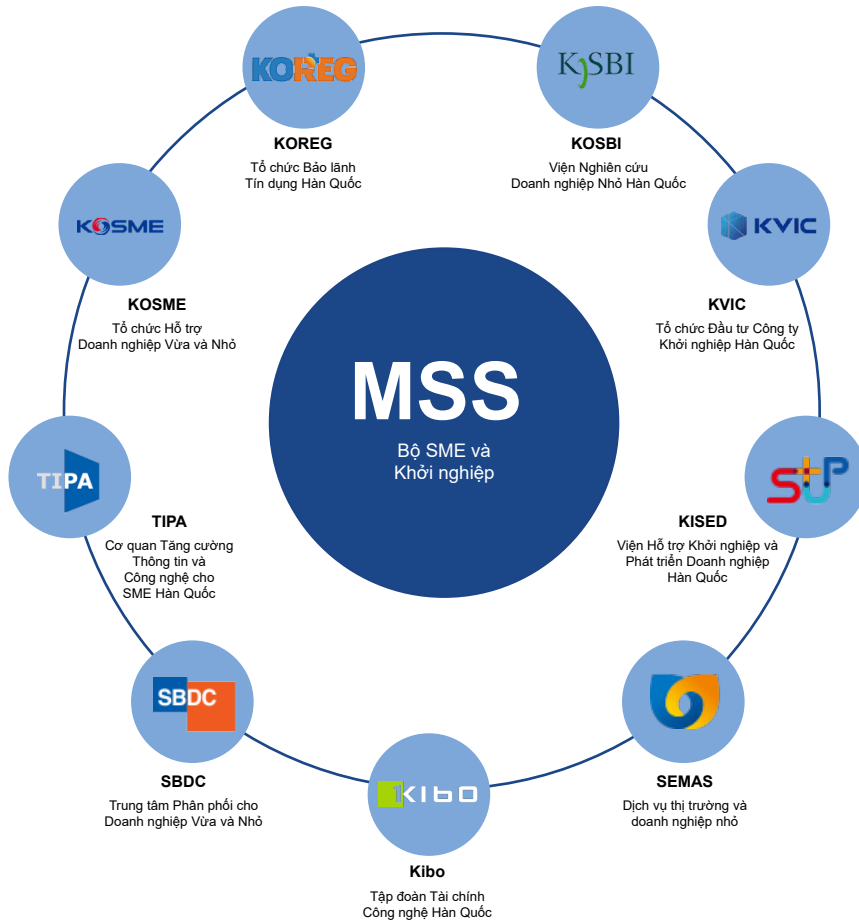 KOREG
KOREG
Tổ chức Bảo lãnh
Tín dụng Hàn Quốc
KOSBI
KOSBI
Viện Nghiên cứu
Doanh nghiệp Nhỏ Hàn Quốc
KOSME
KOSME
Tổ chức Hỗ trợ
Doanh nghiệp Vừa và Nhỏ
KVIC
KVIC
Tổ chức Đầu tư Công ty
Khởi nghiệp Hàn Quốc
MSS
Bộ SME và
Khởi nghiệp
TIPA
TIPA
Cơ quan Tăng cường
Thông tin và
Công nghệ cho
SME Hàn Quốc
StUP
KISED
Viện Hỗ trợ Khởi nghiệp và
Phát triển Doanh nghiệp
Hàn Quốc
SBDC
SBDC
Trung tâm Phân phối cho
Doanh nghiệp Vừa và Nhỏ
KIBO
Kibo
Tập đoàn Tài chính
Công nghệ Hàn Quốc
SEMAS
Dịch vụ thị trường và
doanh nghiệp nhỏ